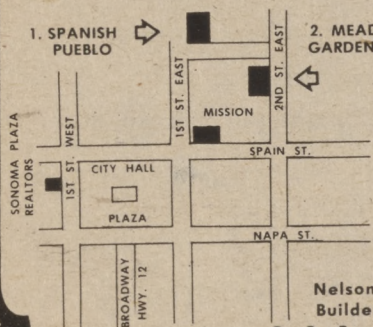 1. SPANISH
PUEBLO
2. MEAD
GARDEN
1ST ST. EAST
2ND ST. EAST
MISSION
SPAIN ST.
SONOMA PLAZA
REALTORS
1ST ST. WEST
CITY HALL
PLAZA
NAPA ST.
BROADWAY
HWY. 12
Nelson
Builde